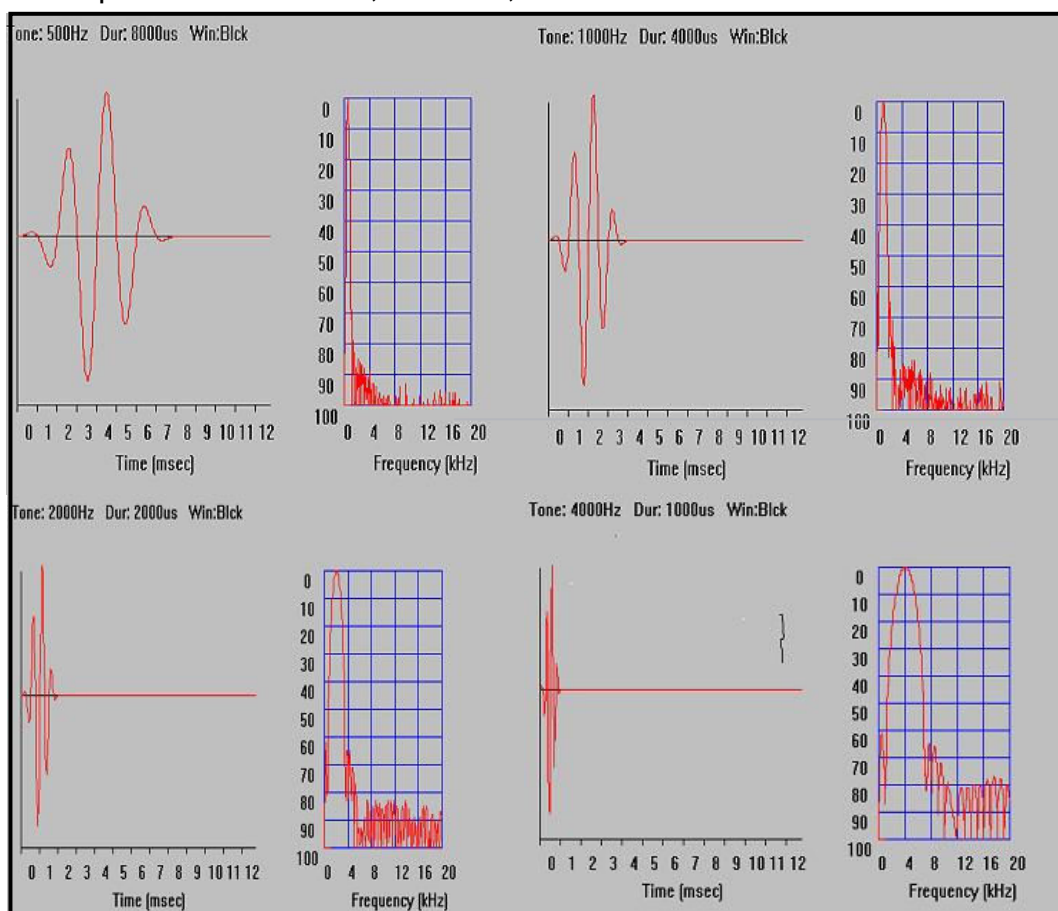 Tone: 500Hz Dur: 8000us Win:Blck
0
10
20
30
40
50
60
70
80
90
100
0 1 2 3 4 5 6 7 8 9 10 11 12
Time (msec)
0 4 8 12 16 20
Frequency (kHz)
Tone: 1000Hz Dur: 4000us Win:Blck
0
10
20
30
40
50
60
70
80
90
100
0 1 2 3 4 5 6 7 8 9 10 11 12
Time (msec)
0 4 8 12 16 20
Frequency (kHz)
Tone: 2000Hz Dur: 2000us Win:Blck
0
10
20
30
40
50
60
70
80
90
100
0 1 2 3 4 5 6 7 8 9 10 11 12
Time (msec)
0 4 8 12 16 20
Frequency (kHz)
Tone: 4000Hz Dur: 1000us Win:Blck
0
10
20
30
40
50
60
70
80
90
100
0 1 2 3 4 5 6 7 8 9 10 11 12
Time (msec)
0 4 8 12 16 20
Frequency (kHz)